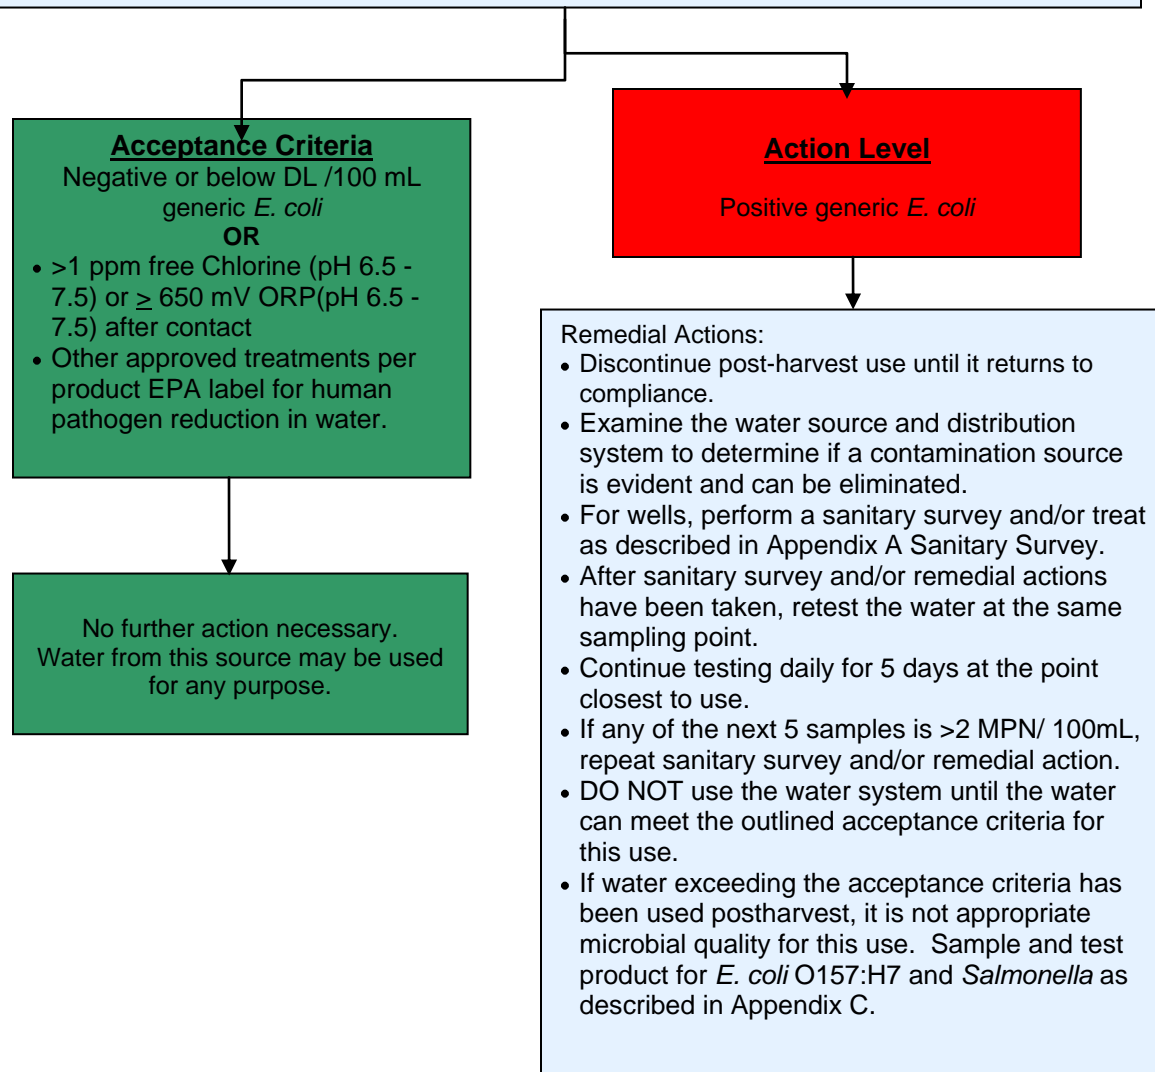 Acceptance Criteria
Negative or below DL /100 mL
generic E. coli
OR
• >1 ppm free Chlorine (pH 6.5 -
7.5) or ≥ 650 mV ORP(pH 6.5 -
7.5) after contact
• Other approved treatments per
product EPA label for human
pathogen reduction in water.
No further action necessary.
Water from this source may be used
for any purpose.
Action Level
Positive generic E. coli
Remedial Actions:
• Discontinue post-harvest use until it returns to
compliance.
• Examine the water source and distribution
system to determine if a contamination source
is evident and can be eliminated.
• For wells, perform a sanitary survey and/or treat
as described in Appendix A Sanitary Survey.
• After sanitary survey and/or remedial actions
have been taken, retest the water at the same
sampling point.
• Continue testing daily for 5 days at the point
closest to use.
• If any of the next 5 samples is >2 MPN/ 100mL,
repeat sanitary survey and/or remedial action.
• DO NOT use the water system until the water
can meet the outlined acceptance criteria for
this use.
• If water exceeding the acceptance criteria has
been used postharvest, it is not appropriate
microbial quality for this use.  Sample and test
product for E. coli O157:H7 and Salmonella as
described in Appendix C.